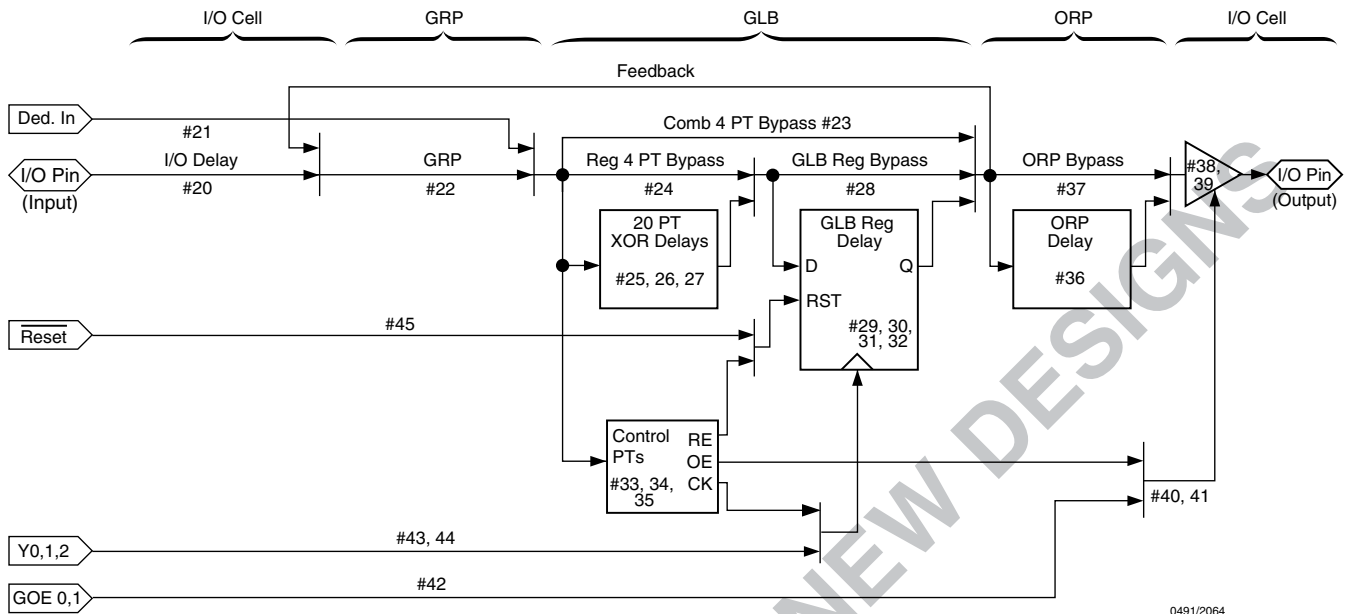 I/O Cell
GRP
GLB
ORP
I/O Cell
Feedback
Ded. In
#21
Comb 4 PT Bypass #23
I/O Pin
(Input)
I/O Delay
#20
GRP
#22
Reg 4 PT Bypass
#24
GLB Reg Bypass
#28
ORP Bypass
#37
#38,
39
I/O Pin
(Output)
20 PT
XOR Delays
#25, 26, 27
GLB Reg
Delay
D
Q
RST
#29, 30,
31, 32
ORP
Delay
#36
Reset
#45
Control
PTs
RE
OE
CK
#33, 34,
35
#40, 41
Y0,1,2
#43, 44
GOE 0,1
#42
0491/2064
NEW DESIGNS